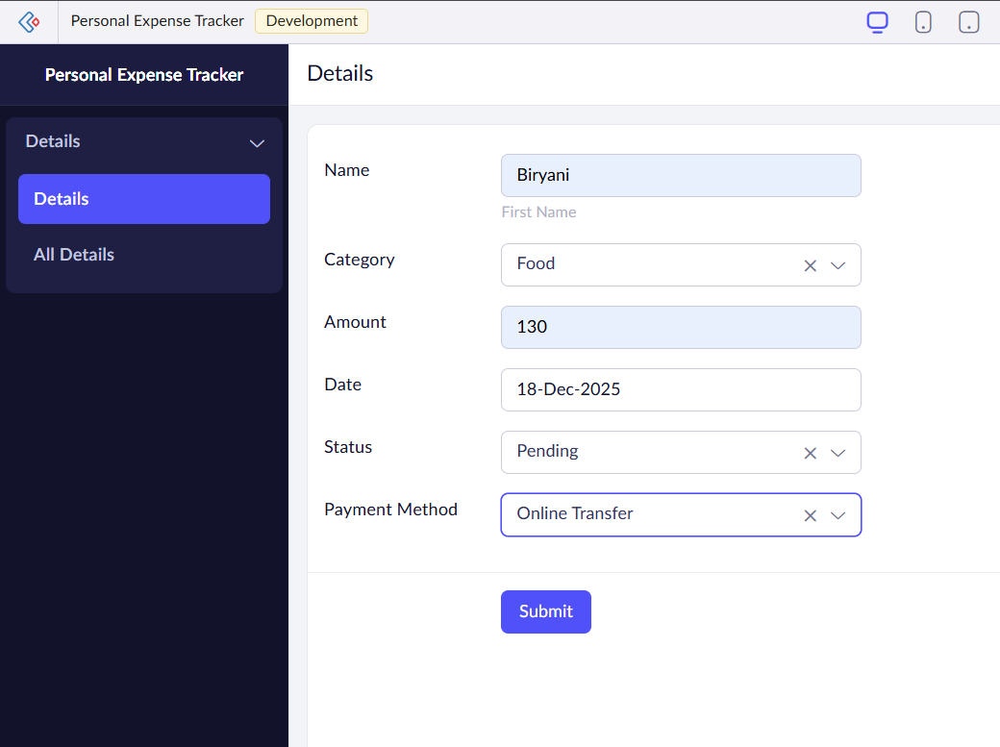 Personal Expense Tracker Development
Personal Expense Tracker
Details
Details
Details
All Details
Name
Biryani
First Name
Category
Food
Amount
130
Date
18-Dec-2025
Status
Pending
Payment Method
Online Transfer
Submit